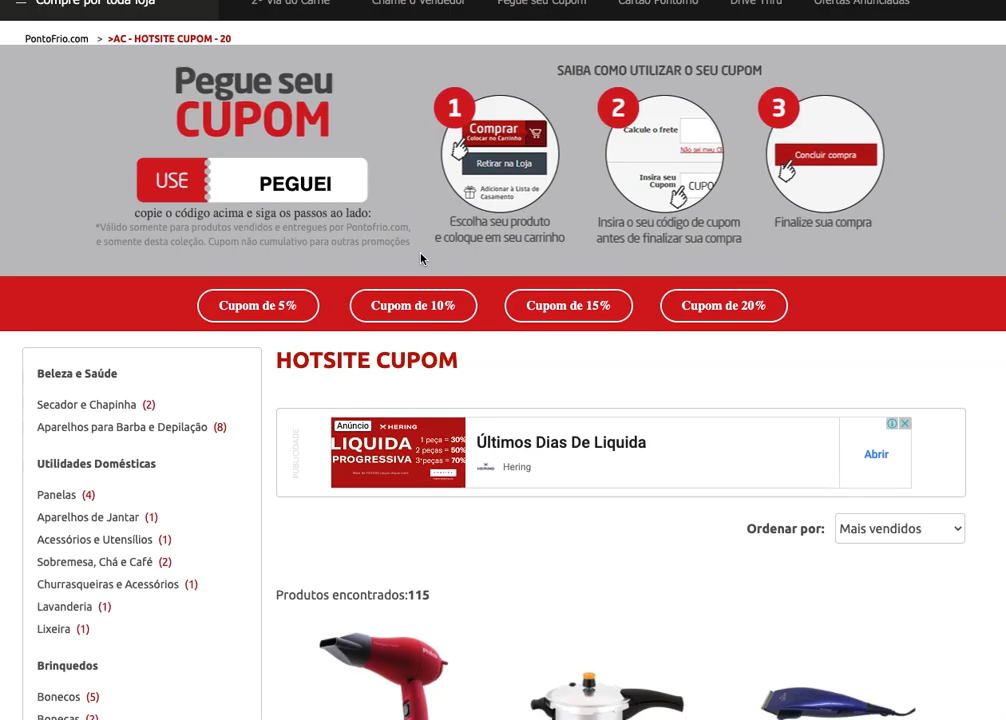 Compre por toda loja
2ª Via do Carnê
Chame o Vendedor
Pegue seu Cupom
Cartão Pontofrio
Drive Thru
Ofertas Anunciadas
PontoFrio.com > >AC - HOTSITE CUPOM - 20
Pegue seu
CUPOM
USE PEGUEI
copie o código acima e siga os passos ao lado:
*Válido somente para produtos vendidos e entregues por Pontofrio.com,
e somente desta coleção. Cupom não cumulativo para outras promoções
SAIBA COMO UTILIZAR O SEU CUPOM
1
Comprar
Colocar no Carrinho
Retirar na Loja
Adicionar à Lista de
Casamento
Escolha seu produto
e coloque em seu carrinho
2
Calcule o frete
Não sei meu CE
Insira seu
Cupom
CUPO
Insira o seu código de cupom
antes de finalizar sua compra
3
Concluir compra
Finalize sua compra
Cupom de 5%
Cupom de 10%
Cupom de 15%
Cupom de 20%
Beleza e Saúde
Secador e Chapinha (2)
Aparelhos para Barba e Depilação (8)
Utilidades Domésticas
Panelas (4)
Aparelhos de Jantar (1)
Acessórios e Utensílios (1)
Sobremesa, Chá e Café (2)
Churrasqueiras e Acessórios (1)
Lavanderia (1)
Lixeira (1)
Brinquedos
Bonecos (5)
Bonecas (2)
HOTSITE CUPOM
PUBLICIDADE
Anúncio
HERING
LIQUIDA
PROGRESSIVA
1 peça = 30%
2 peças = 50%
3 peças = 70%
Últimos Dias De Liquida
HERING
Hering
Abrir
Ordenar por:
Mais vendidos
Produtos encontrados:115